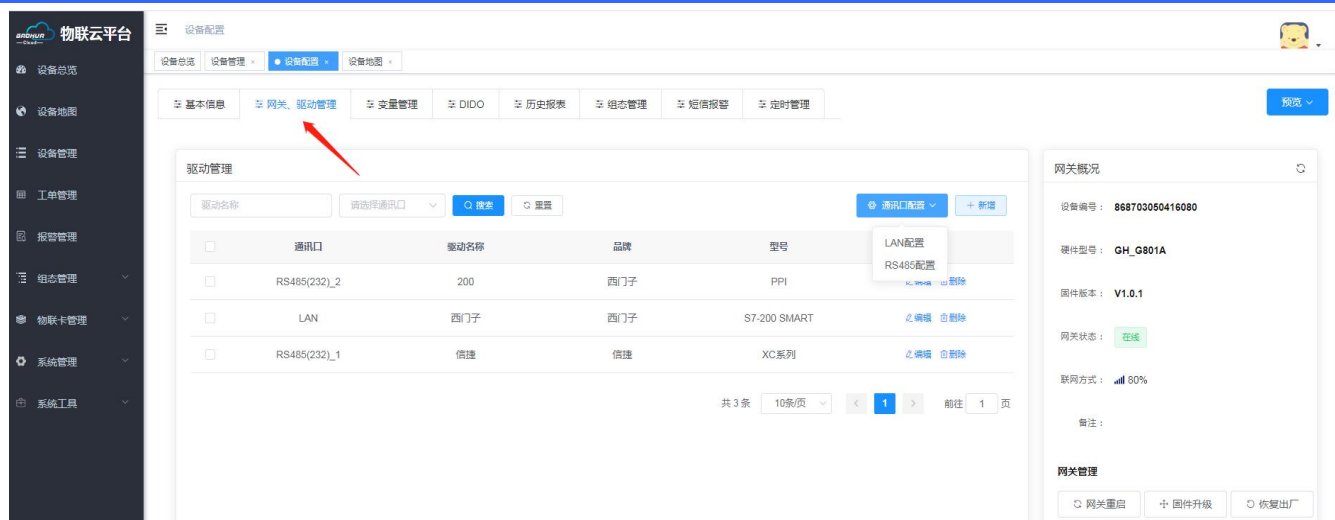 物联云平台
设备配置
设备总览 设备管理 × 设备配置 × 设备地图 ×
设备总览
设备地图
设备管理
工单管理
报警管理
组态管理
物联卡管理
系统管理
系统工具
基本信息 网关、驱动管理 变量管理 DIDO 历史报表 组态管理 短信报警 定时管理
预览
驱动管理
驱动名称 请选择通讯口 搜索 重置 通讯口配置 + 新增
LAN配置
RS485配置
通讯口 驱动名称 品牌 型号
RS485(232)_2 200 西门子 PPI 编辑 删除
LAN 西门子 西门子 S7-200 SMART 编辑 删除
RS485(232)_1 信捷 信捷 XC系列 编辑 删除
共 3 条 10条/页 < 1 > 前往 1 页
网关概况
设备编号： 868703050416080
硬件型号： GH_G801A
固件版本： V1.0.1
网关状态： 在线
联网方式： 80%
备注：
网关管理
网关重启 固件升级 恢复出厂